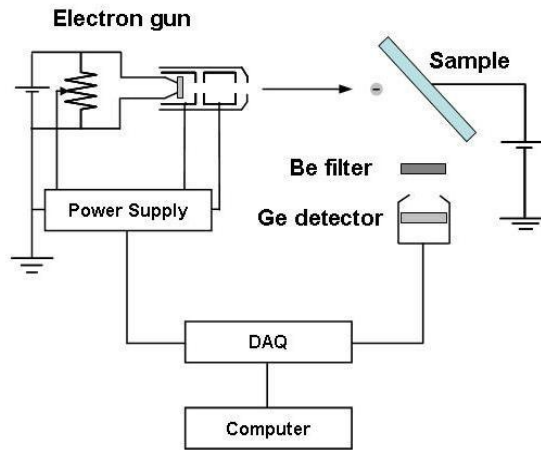 Electron gun
Sample
Be filter
Power Supply
Ge detector
DAQ
Computer